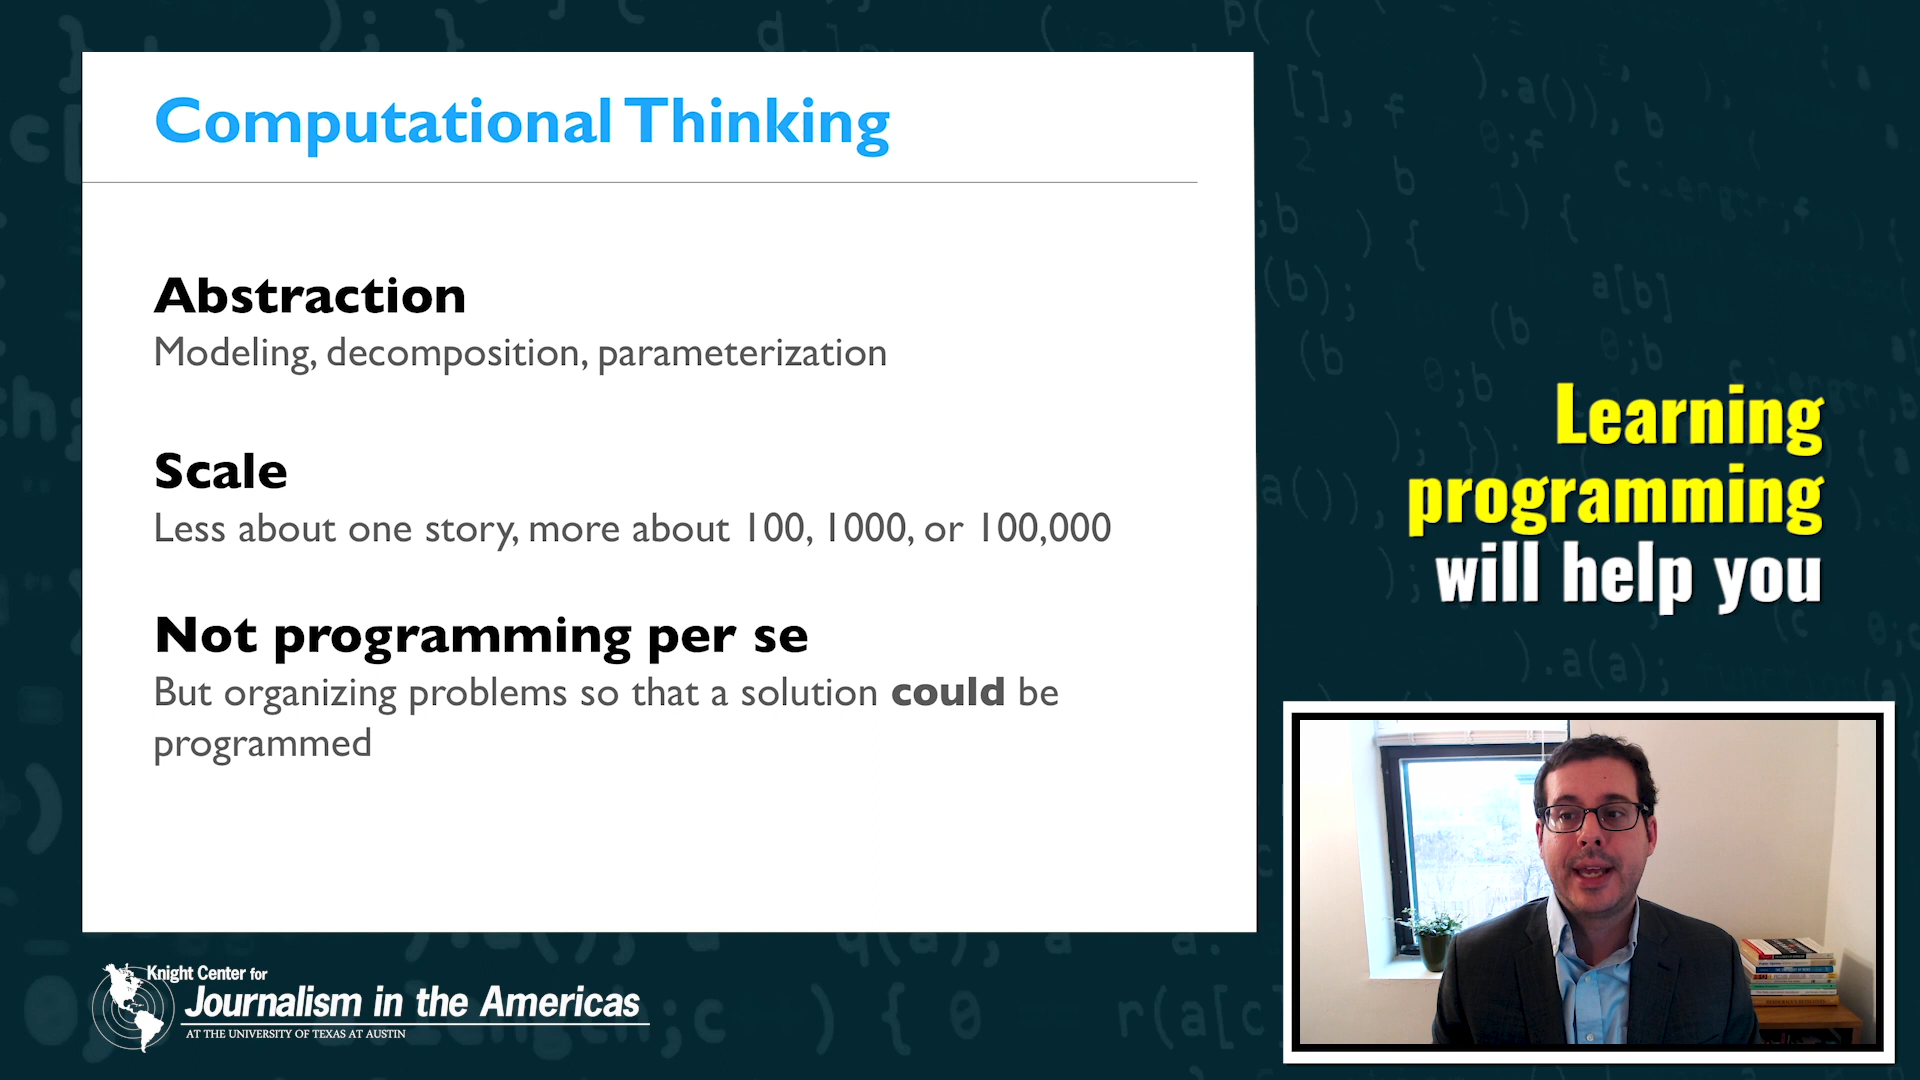 Computational Thinking
Abstraction
Modeling, decomposition, parameterization
Scale
Less about one story, more about 100, 1000, or 100,000
Not programming per se
But organizing problems so that a solution could be
programmed
Learning
programming
will help you
Knight Center for
Journalism in the Americas
AT THE UNIVERSITY OF TEXAS AT AUSTIN